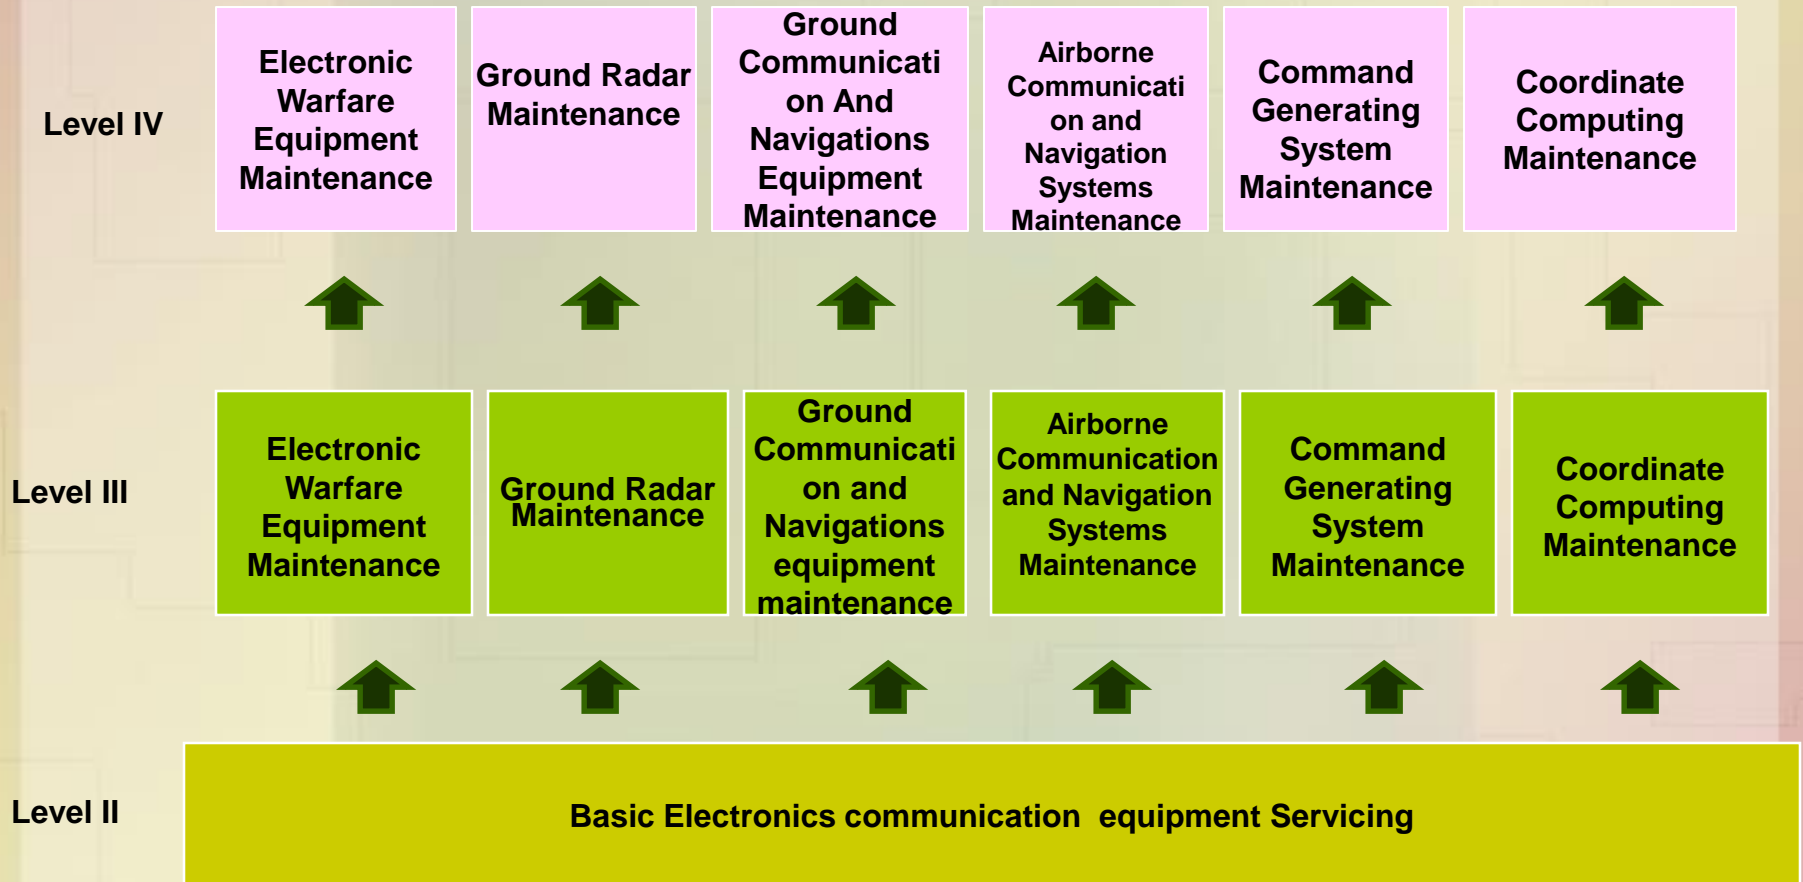 Level IV
Electronic
Warfare
Equipment
Maintenance
Ground Radar
Maintenance
Ground
Communicati
on And
Navigations
Equipment
Maintenance
Airborne
Communicati
on and
Navigation
Systems
Maintenance
Command
Generating
System
Maintenance
Coordinate
Computing
Maintenance
Level III
Electronic
Warfare
Equipment
Maintenance
Ground Radar
Maintenance
Ground
Communicati
on and
Navigations
equipment
maintenance
Airborne
Communication
and Navigation
Systems
Maintenance
Command
Generating
System
Maintenance
Coordinate
Computing
Maintenance
Level II
Basic Electronics communication  equipment Servicing